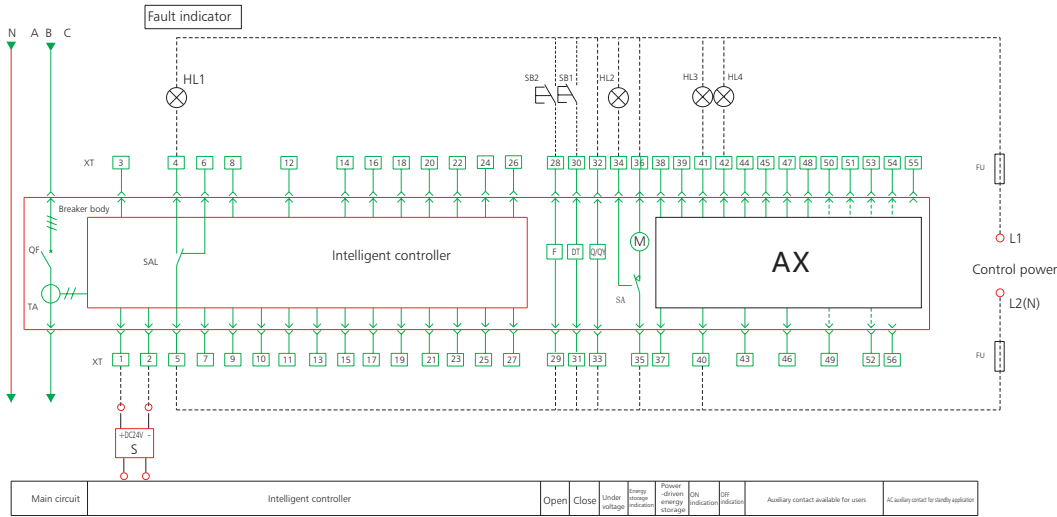 Fault indicator
N A B C
HL1
SB2 SB1 HL2 HL3 HL4
XT 3 4 6 8 12 14 16 18 20 22 24 26 28 30 32 34 36 38 39 41 42 44 45 47 48 50 51 53 54 55
FU
Breaker body
QF
SAL
Intelligent controller
F DT Q/QY M
AX
L1
Control power
L2(N)
TA
SA
XT 1 2 5 7 9 10 11 13 15 17 19 21 23 25 27 29 31 33 35 37 40 43 46 49 52 56
FU
+DC24V -
S
Main circuit
Intelligent controller
Open
Close
Under
voltage
Energy
storage
indication
Power
-driven
energy
storage
ON
indication
OFF
indication
Auxiliary contact available for users
AC auxiliary contact for standby application